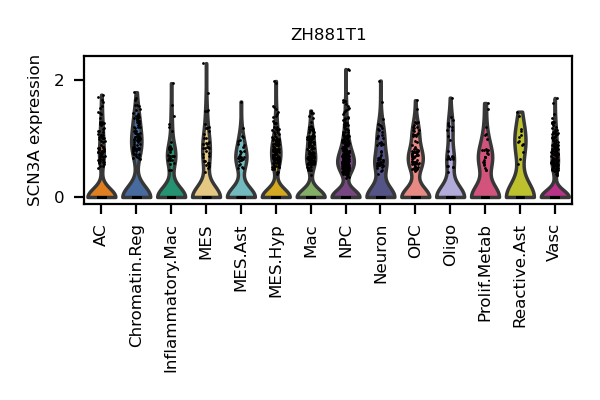 ZH881T1
SCN3A expression
2
0
AC
Chromatin.Reg
Inflammatory.Mac
MES
MES.Ast
MES.Hyp
Mac
NPC
Neuron
OPC
Oligo
Prolif.Metab
Reactive.Ast
Vasc